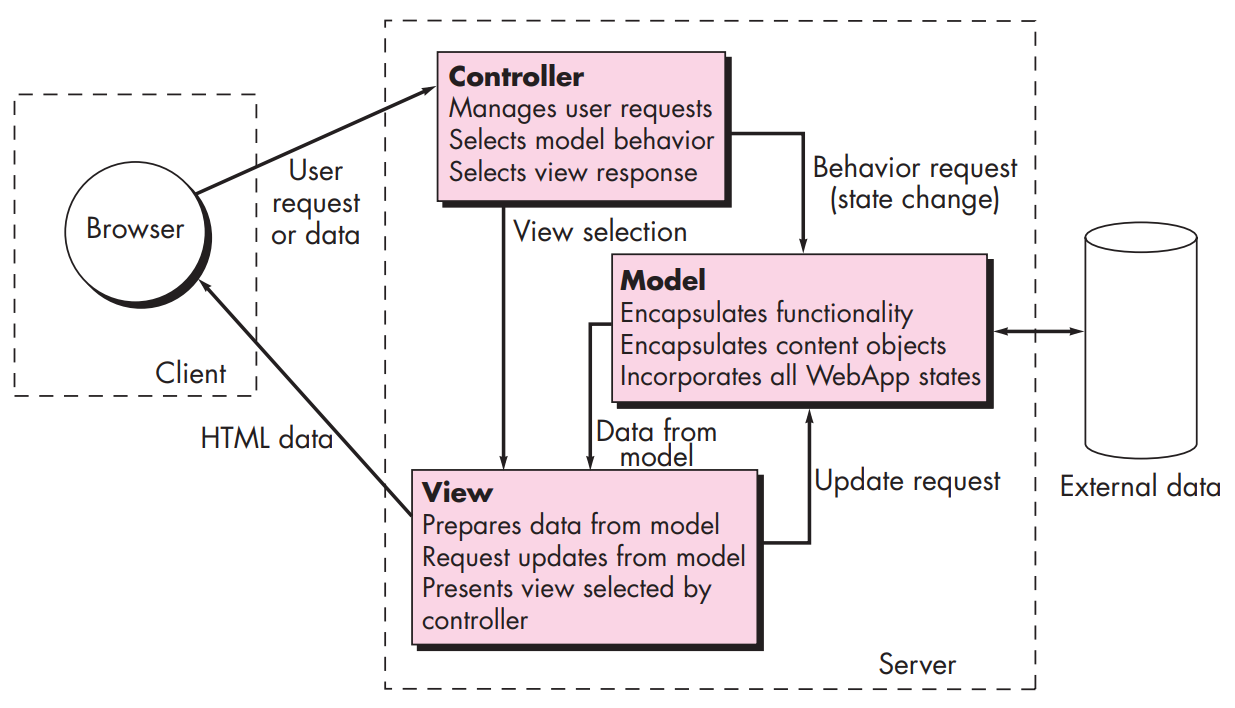 Controller
Manages user requests
Selects model behavior
Selects view response
User
request
or data
Browser
Client
Behavior request
(state change)
View selection
Model
Encapsulates functionality
Encapsulates content objects
Incorporates all WebApp states
HTML data
Data from
model
Update request
External data
View
Prepares data from model
Request updates from model
Presents view selected by
controller
Server